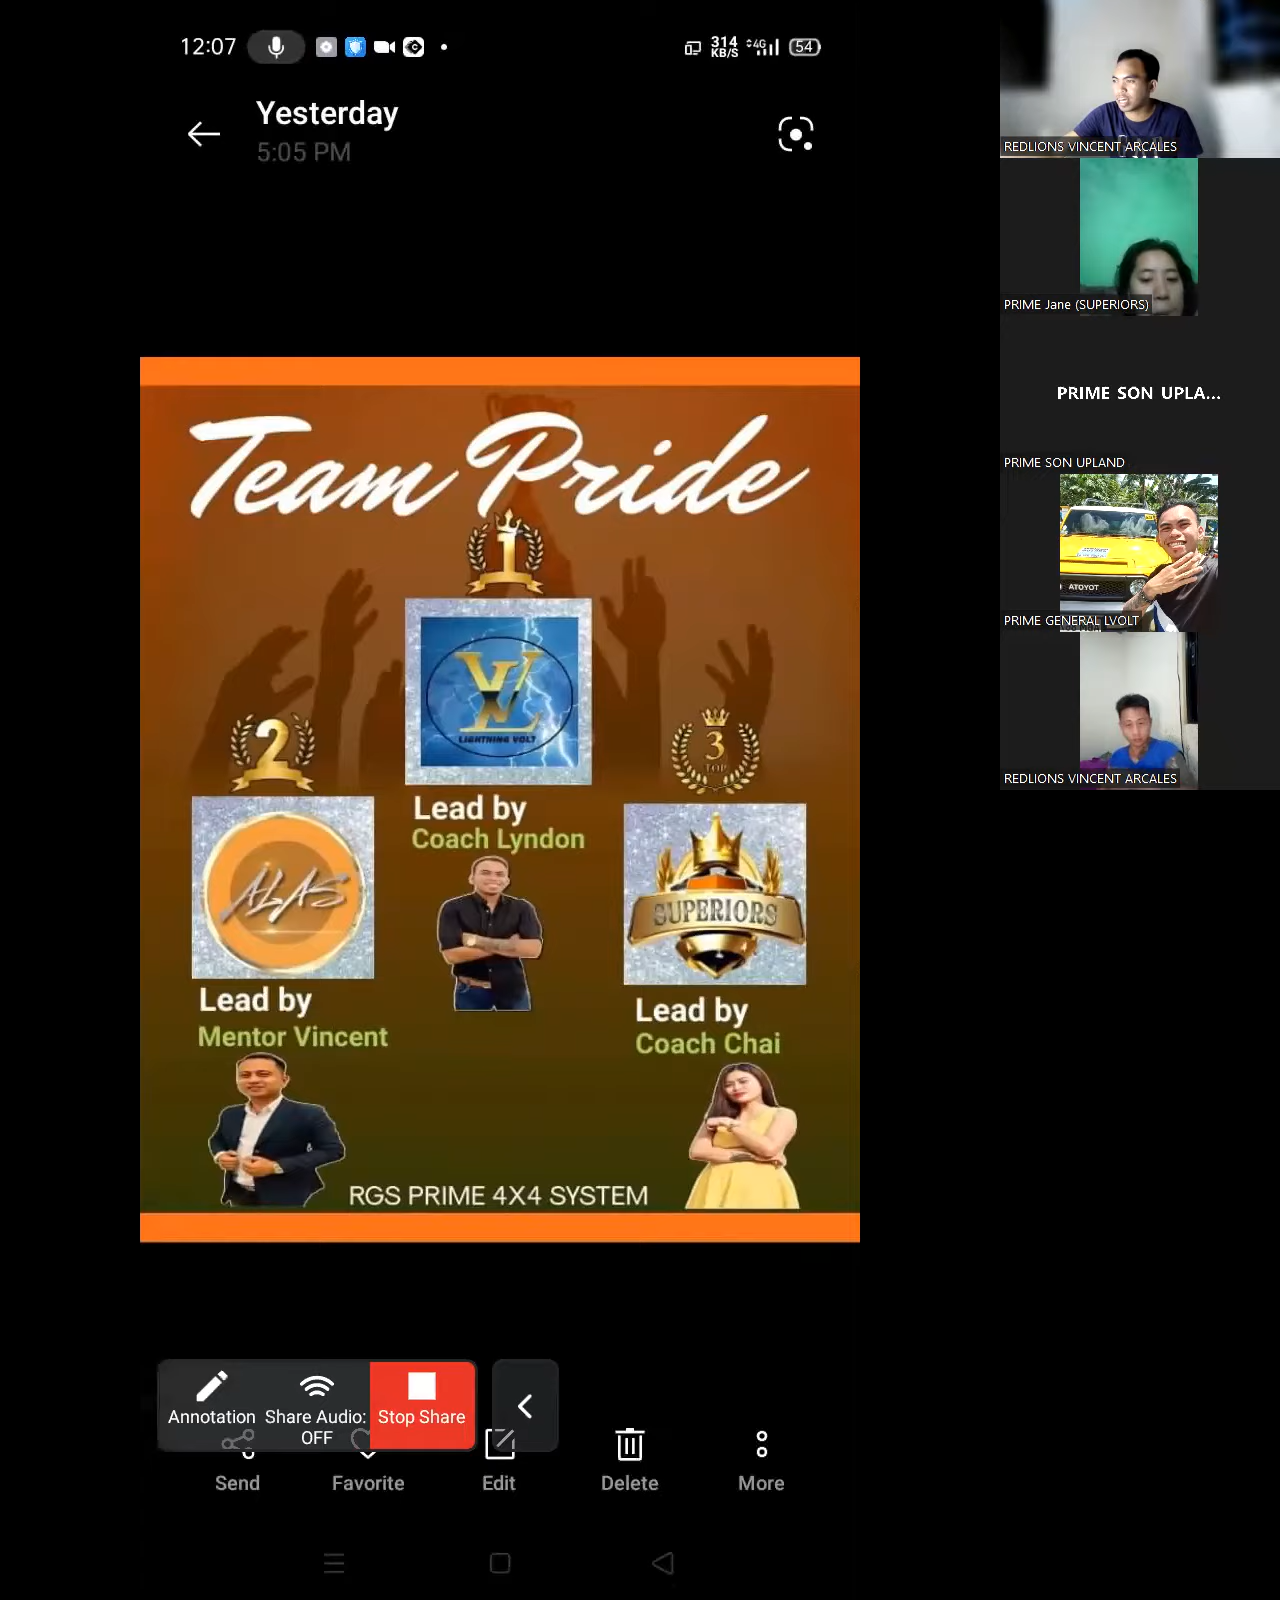 12:07
314
KB/S
4G
54
Yesterday
5:05 PM
Team Pride
1
LV
LIGHTNING VOLT
Lead by
Coach Lyndon
2
ALAS
Lead by
Mentor Vincent
3
TOP
SUPERIORS
Lead by
Coach Chai
RGS PRIME 4X4 SYSTEM
Annotation
Share Audio:
OFF
Stop Share
Send
Favorite
Edit
Delete
More
REDLIONS VINCENT ARCALES
PRIME Jane (SUPERIORS)
PRIME SON UPLA...
PRIME SON UPLAND
ATOYOT
PRIME GENERAL LVOLT
REDLIONS VINCENT ARCALES